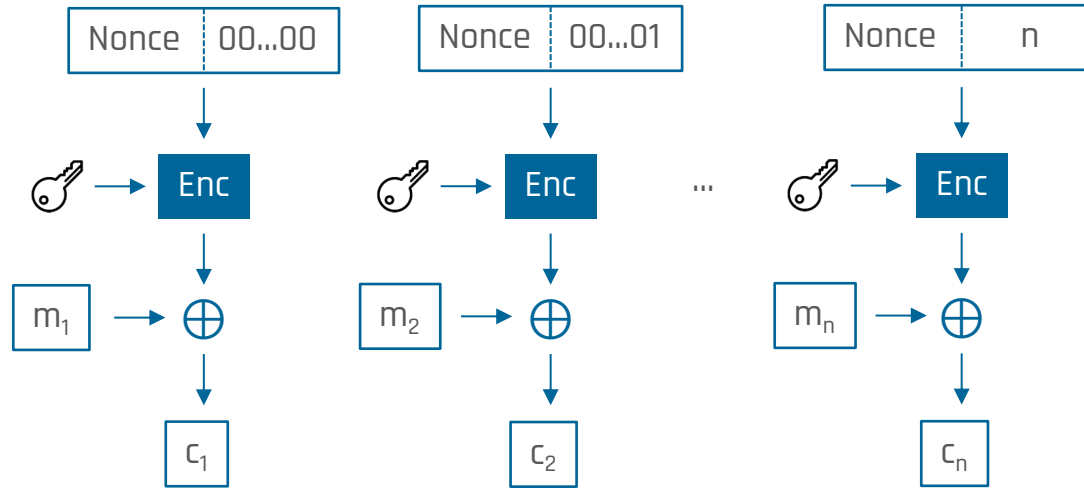 Nonce 00...00 Nonce 00...01 Nonce n
Enc Enc ... Enc
m₁ m₂ mₙ
c₁ c₂ cₙ